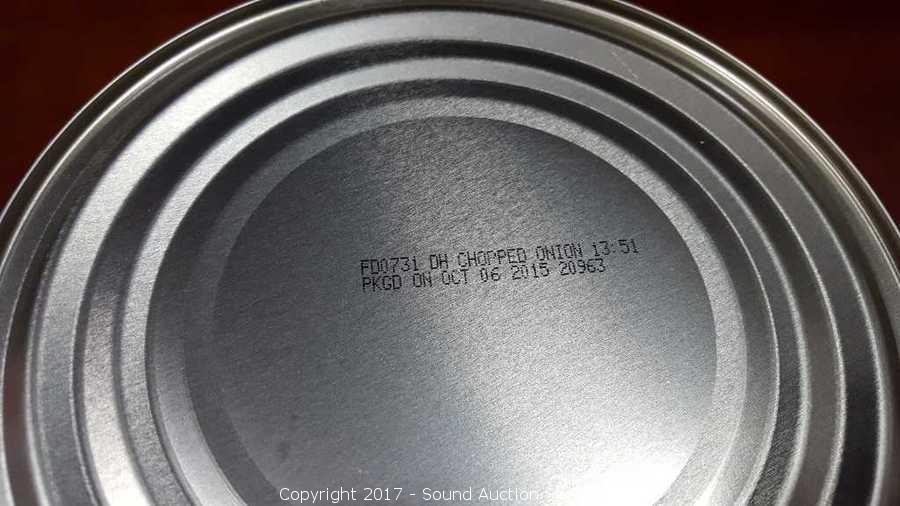 FD0731 DH CHOPPED ONION 13:51
PKGD ON OCT 06 2015 20963
Copyright 2017 - Sound Auction